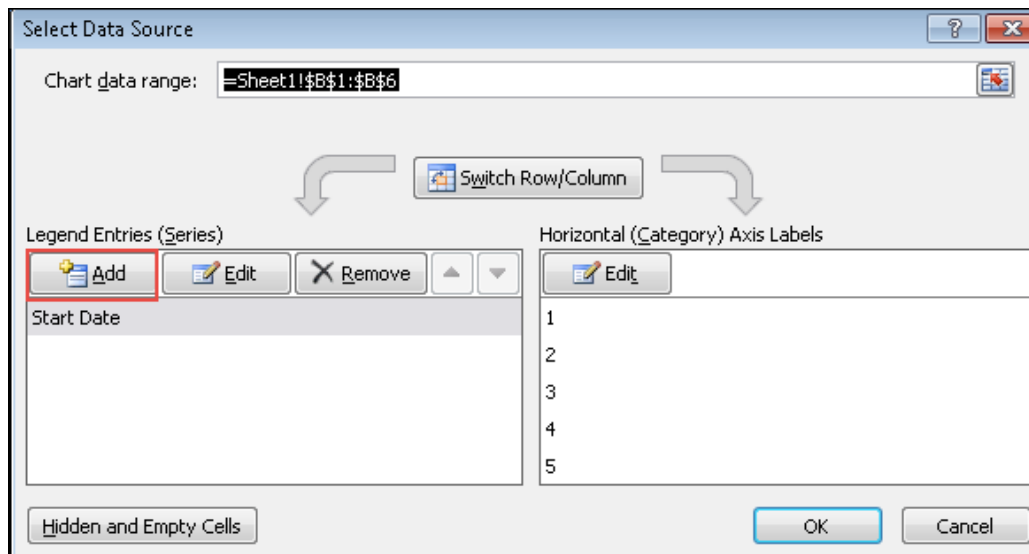 Select Data Source
Chart data range: =Sheet1!$B$1:$B$6
Switch Row/Column
Legend Entries (Series)
Add Edit Remove
Start Date
Horizontal (Category) Axis Labels
Edit
1
2
3
4
5
Hidden and Empty Cells OK Cancel